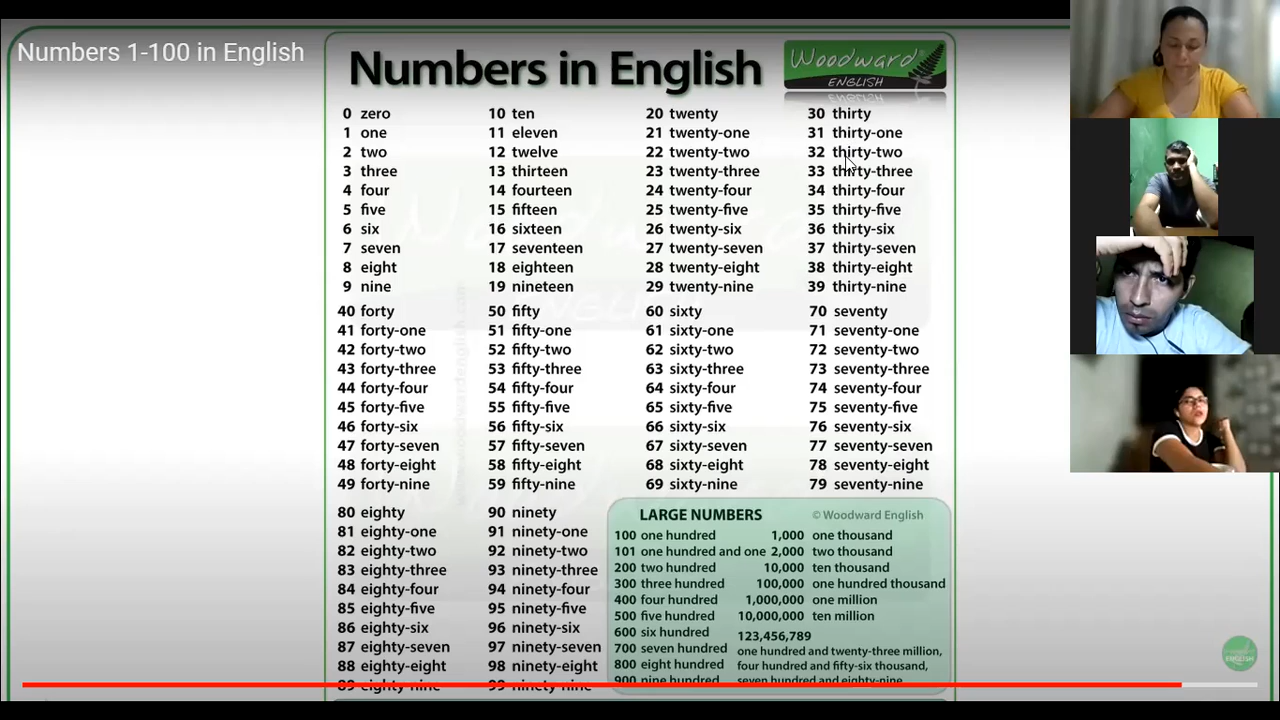 Numbers 1-100 in English
Numbers in English
Woodward®
ENGLISH
0 zero
1 one
2 two
3 three
4 four
5 five
6 six
7 seven
8 eight
9 nine
10 ten
11 eleven
12 twelve
13 thirteen
14 fourteen
15 fifteen
16 sixteen
17 seventeen
18 eighteen
19 nineteen
20 twenty
21 twenty-one
22 twenty-two
23 twenty-three
24 twenty-four
25 twenty-five
26 twenty-six
27 twenty-seven
28 twenty-eight
29 twenty-nine
30 thirty
31 thirty-one
32 thirty-two
33 thirty-three
34 thirty-four
35 thirty-five
36 thirty-six
37 thirty-seven
38 thirty-eight
39 thirty-nine
40 forty
41 forty-one
42 forty-two
43 forty-three
44 forty-four
45 forty-five
46 forty-six
47 forty-seven
48 forty-eight
49 forty-nine
50 fifty
51 fifty-one
52 fifty-two
53 fifty-three
54 fifty-four
55 fifty-five
56 fifty-six
57 fifty-seven
58 fifty-eight
59 fifty-nine
60 sixty
61 sixty-one
62 sixty-two
63 sixty-three
64 sixty-four
65 sixty-five
66 sixty-six
67 sixty-seven
68 sixty-eight
69 sixty-nine
70 seventy
71 seventy-one
72 seventy-two
73 seventy-three
74 seventy-four
75 seventy-five
76 seventy-six
77 seventy-seven
78 seventy-eight
79 seventy-nine
80 eighty
81 eighty-one
82 eighty-two
83 eighty-three
84 eighty-four
85 eighty-five
86 eighty-six
87 eighty-seven
88 eighty-eight
89 eighty-nine
90 ninety
91 ninety-one
92 ninety-two
93 ninety-three
94 ninety-four
95 ninety-five
96 ninety-six
97 ninety-seven
98 ninety-eight
99 ninety-nine
LARGE NUMBERS
© Woodward English
100 one hundred
101 one hundred and one
200 two hundred
300 three hundred
400 four hundred
500 five hundred
600 six hundred
700 seven hundred
800 eight hundred
900 nine hundred
1,000 one thousand
2,000 two thousand
10,000 ten thousand
100,000 one hundred thousand
1,000,000 one million
10,000,000 ten million
123,456,789
one hundred and twenty-three million,
four hundred and fifty-six thousand,
seven hundred and eighty-nine